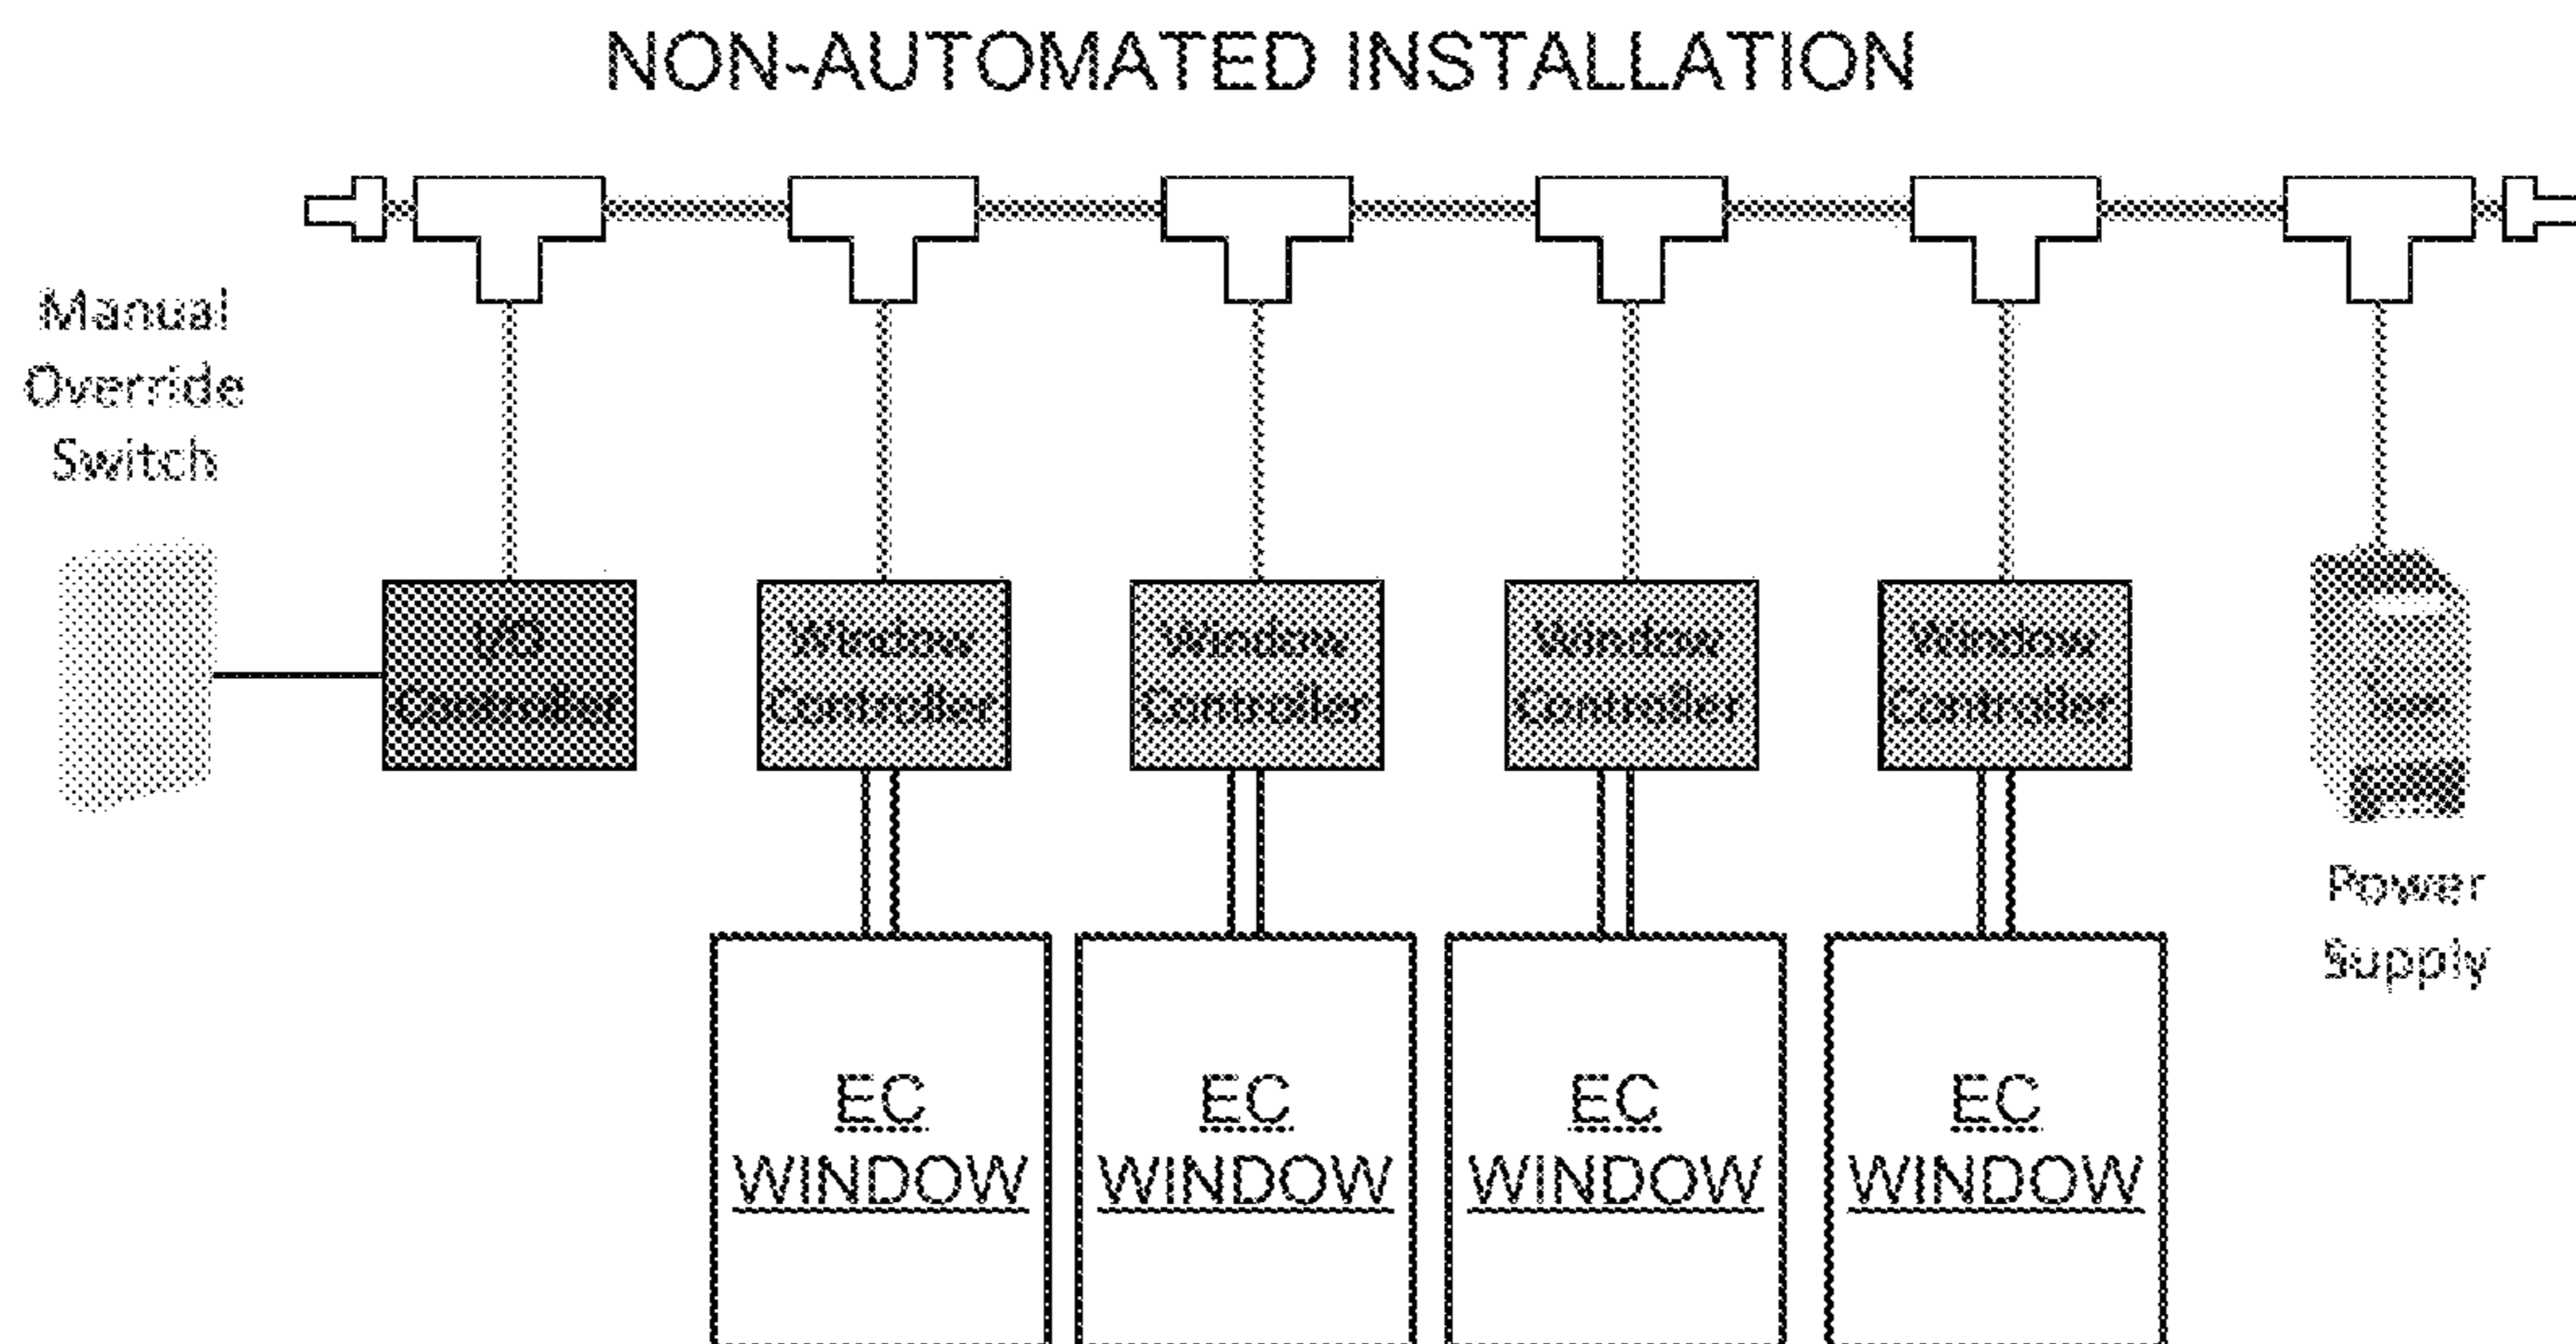 NON-AUTOMATED INSTALLATION
Manual
Override
Switch
I/O
Controller
Window
Controller
Window
Controller
Window
Controller
Window
Controller
Power
Supply
EC
WINDOW
EC
WINDOW
EC
WINDOW
EC
WINDOW